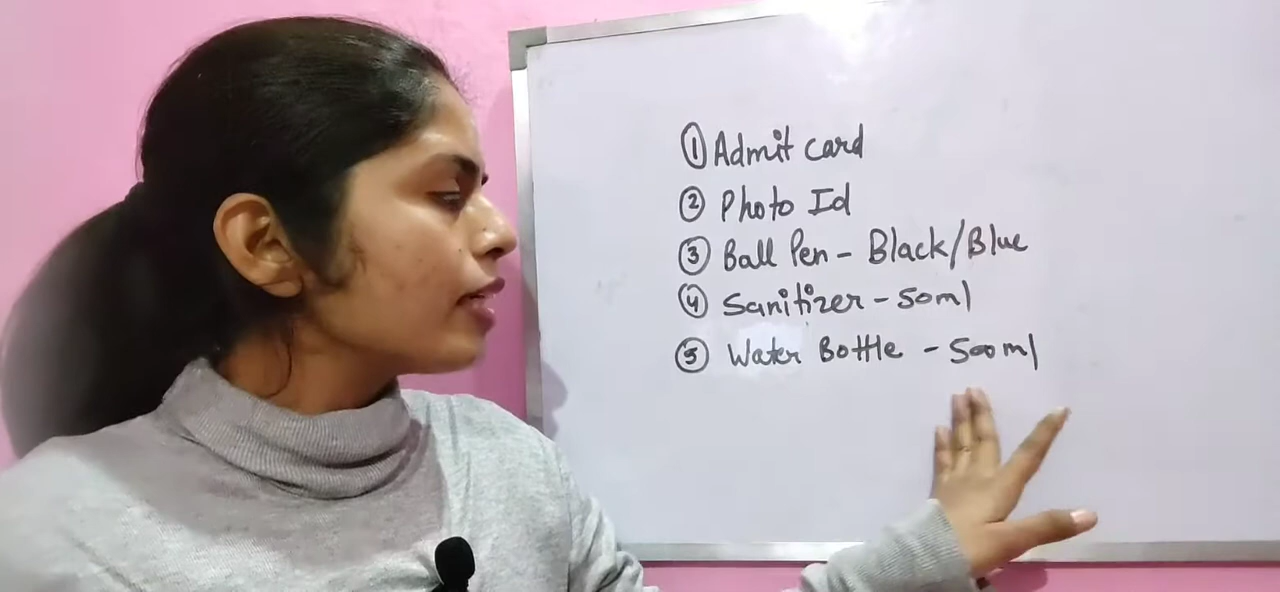 ① Admit card
② Photo Id
③ Ball Pen - Black/Blue
④ Sanitizer - 50ml
⑤ Water Bottle - 500ml